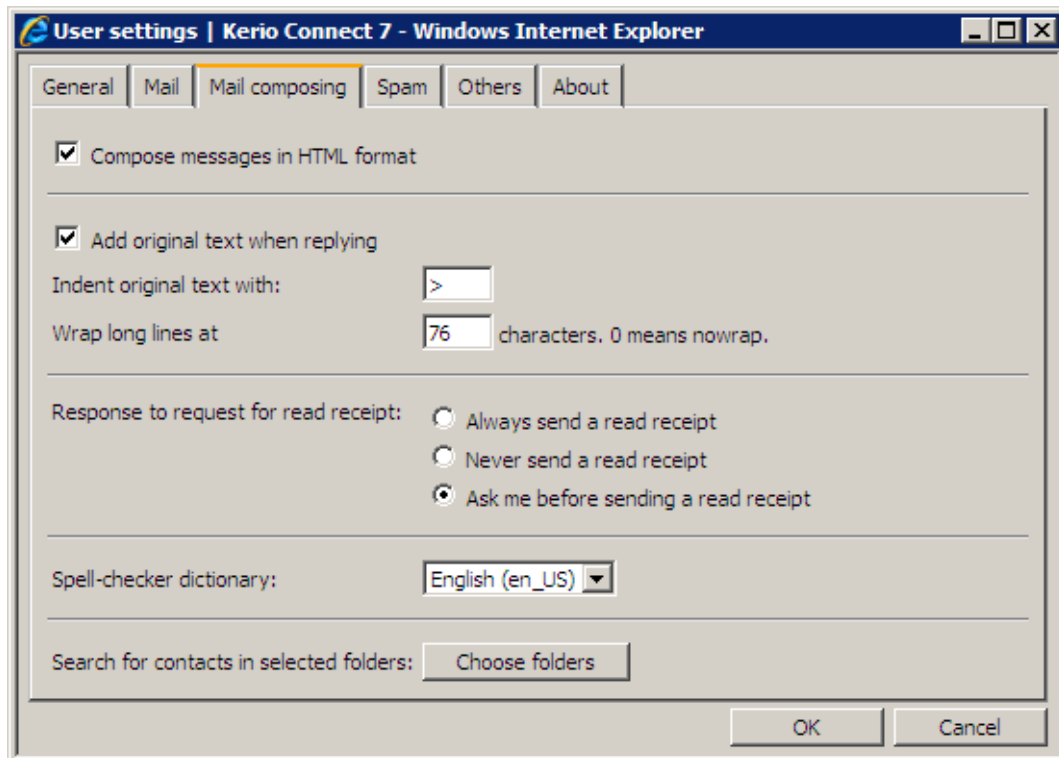 User settings | Kerio Connect 7 - Windows Internet Explorer
General Mail Mail composing Spam Others About
Compose messages in HTML format
Add original text when replying
Indent original text with: >
Wrap long lines at 76 characters. 0 means nowrap.
Response to request for read receipt: Always send a read receipt
Never send a read receipt
Ask me before sending a read receipt
Spell-checker dictionary: English (en_US)
Search for contacts in selected folders: Choose folders
OK Cancel